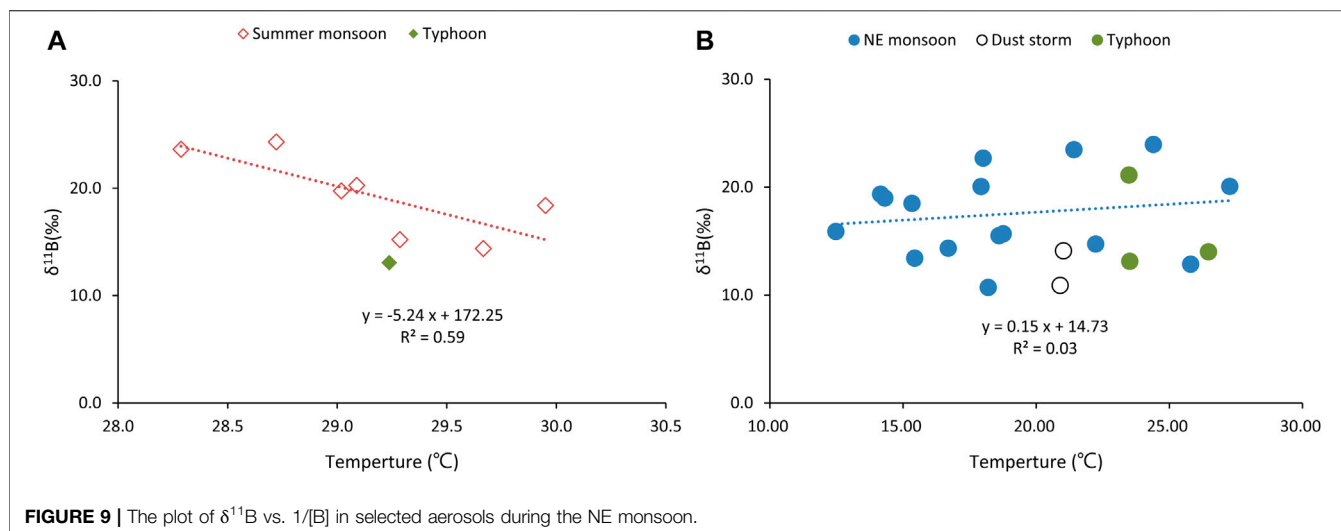 A
Summer monsoon Typhoon
30.0
20.0
10.0
0.0
δ¹¹B(‰)
y = -5.24 x + 172.25
R² = 0.59
28.0 28.5 29.0 29.5 30.0 30.5
Temperture (℃)
B
NE monsoon Dust storm Typhoon
30.0
20.0
10.0
0.0
δ¹¹B(‰)
y = 0.15 x + 14.73
R² = 0.03
10.00 15.00 20.00 25.00 30.00
Temperture (℃)
FIGURE 9 | The plot of δ¹¹B vs. 1/[B] in selected aerosols during the NE monsoon.